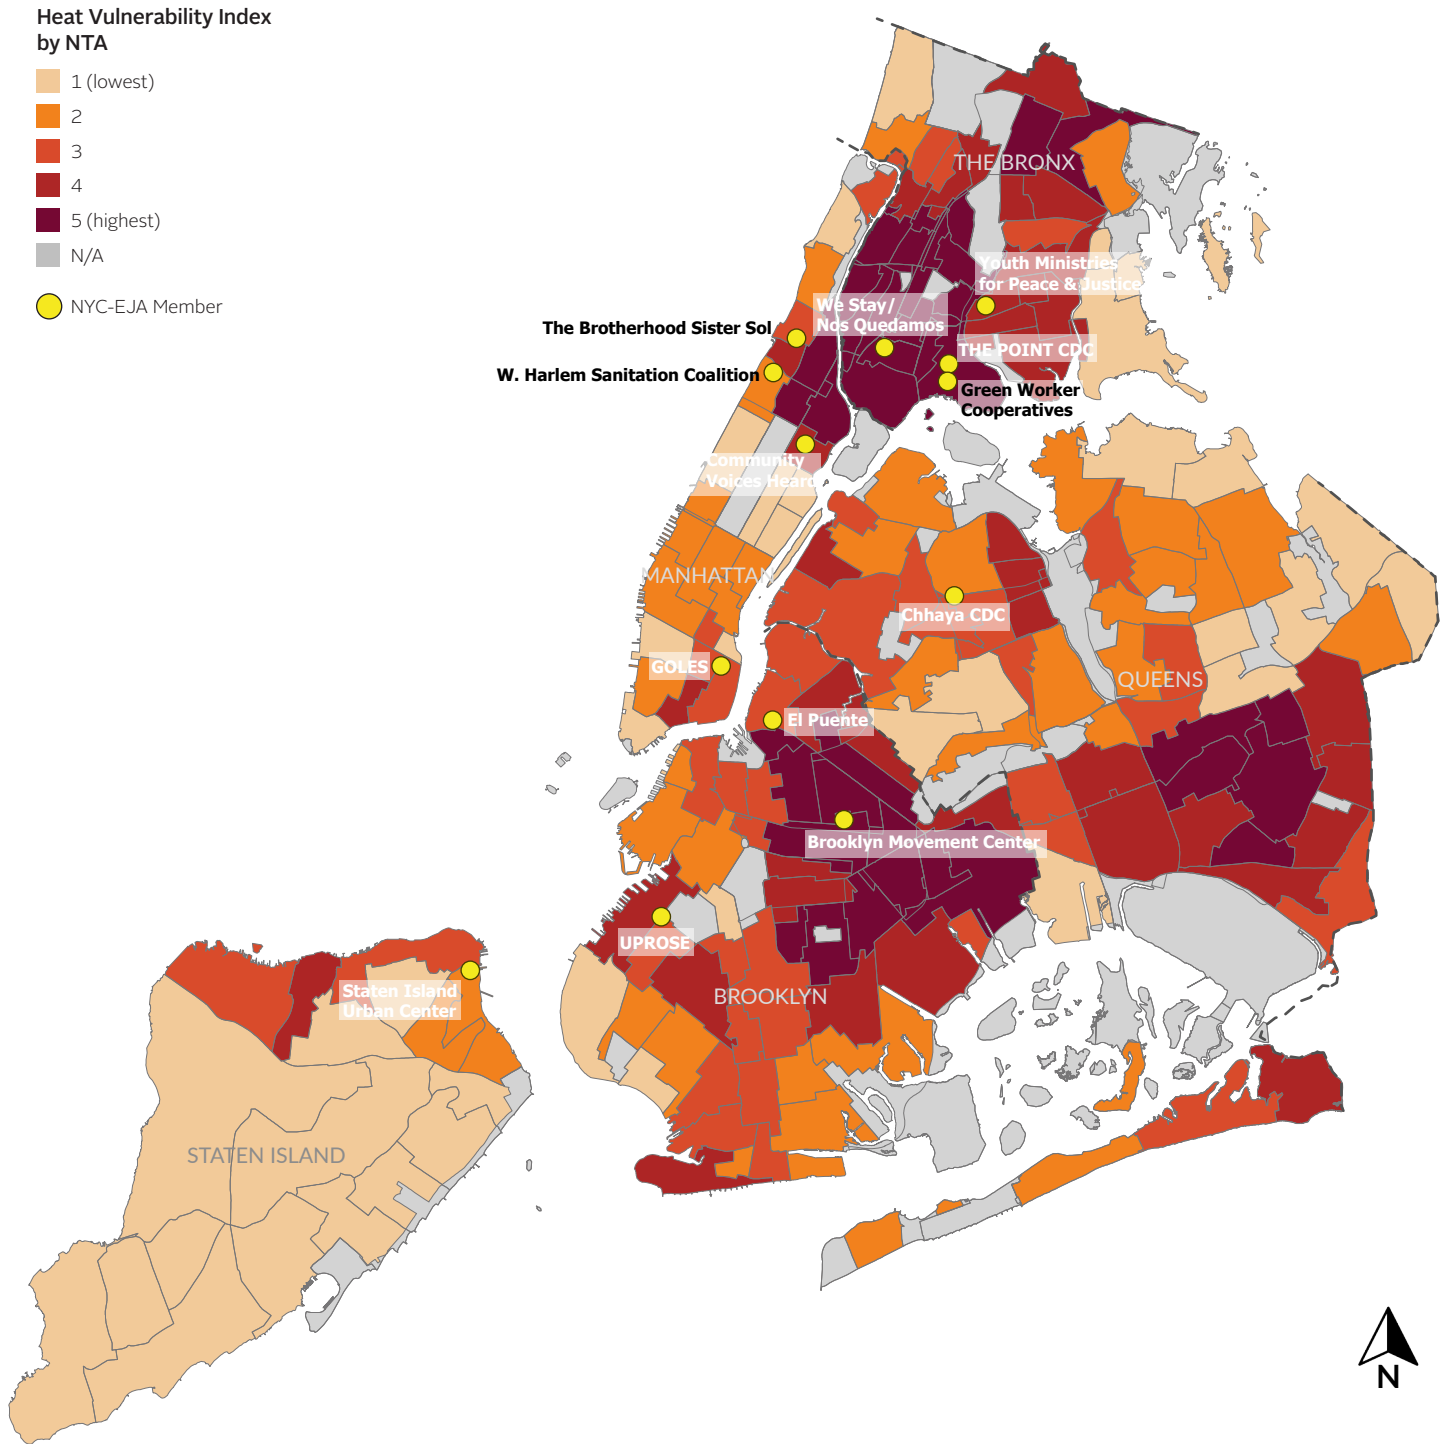 Heat Vulnerability Index
by NTA
1 (lowest)
2
3
4
5 (highest)
N/A
NYC-EJA Member
THE BRONX
Youth Ministries
for Peace & Justice
We Stay/
Nos Quedamos
The Brotherhood Sister Sol
THE POINT CDC
W. Harlem Sanitation Coalition
Green Worker
Cooperatives
Community
Voices Heard
MANHATTAN
Chhaya CDC
GOLES
QUEENS
El Puente
Brooklyn Movement Center
UPROSE
BROOKLYN
Staten Island
Urban Center
STATEN ISLAND
N